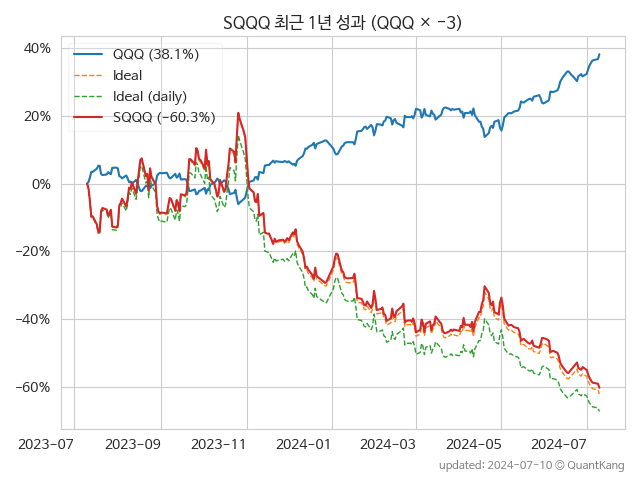 SQQQ 최근 1년 성과 (QQQ × −3)
QQQ (38.1%)
Ideal
Ideal (daily)
SQQQ (−60.3%)
40%
20%
0%
−20%
−40%
−60%
2023-07
2023-09
2023-11
2024-01
2024-03
2024-05
2024-07
updated: 2024-07-10 © QuantKang